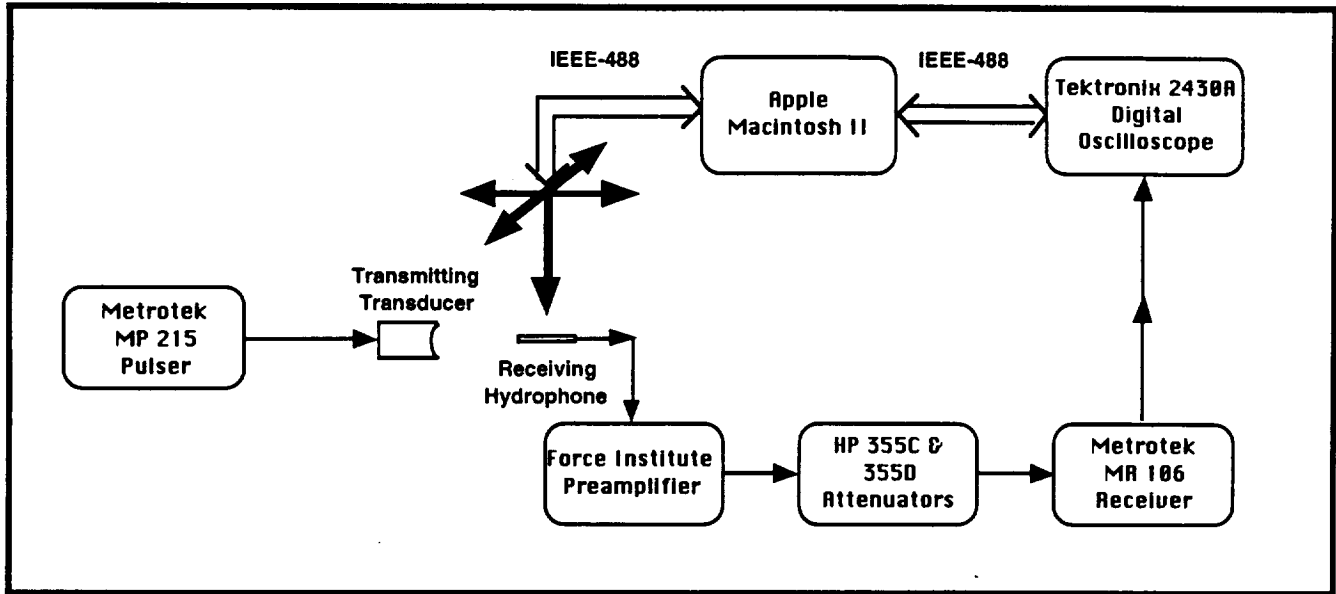 IEEE-488
IEEE-488
Apple
Macintosh II
Tektronix 2430A
Digital
Oscilloscope
Transmitting
Transducer
Metrotek
MP 215
Pulser
Receiving
Hydrophone
Force Institute
Preamplifier
HP 355C &
355D
Attenuators
Metrotek
MR 106
Receiver